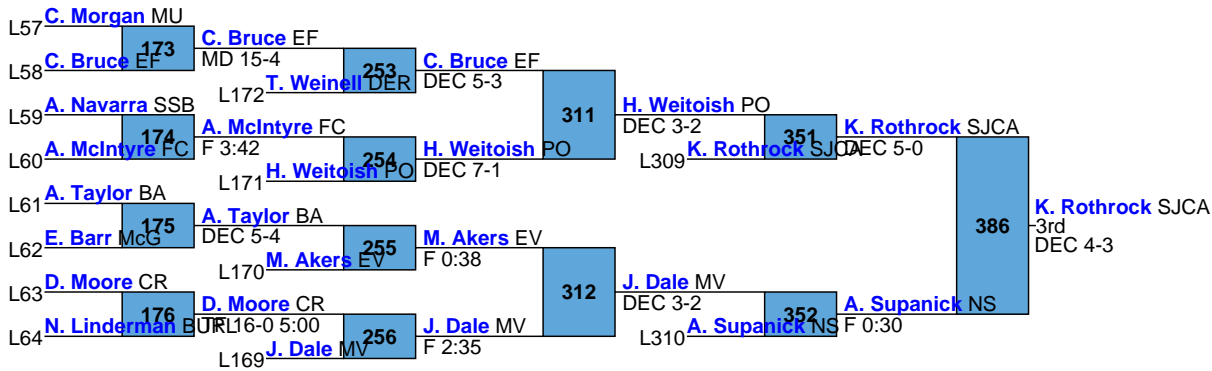 L57 C. Morgan MU
173
L58 C. Bruce EF
C. Bruce EF
MD 15-4
253
L172 T. Weinell DER
C. Bruce EF
DEC 5-3
L59 A. Navarra SSB
174
L60 A. McIntyre FC
A. McIntyre FC
F 3:42
254
L171 H. Weitoish PO
H. Weitoish PO
DEC 7-1
311
H. Weitoish PO
DEC 3-2
351
L309 K. Rothrock SJCA
K. Rothrock SJCA
DEC 5-0
L61 A. Taylor BA
175
L62 E. Barr McG
A. Taylor BA
DEC 5-4
255
L170 M. Akers EV
M. Akers EV
F 0:38
L63 D. Moore CR
176
L64 N. Linderman BURL
D. Moore CR
TF 16-0 5:00
256
L169 J. Dale MV
J. Dale MV
F 2:35
312
J. Dale MV
DEC 3-2
352
L310 A. Supanick NS
A. Supanick NS
F 0:30
386
K. Rothrock SJCA
3rd
DEC 4-3